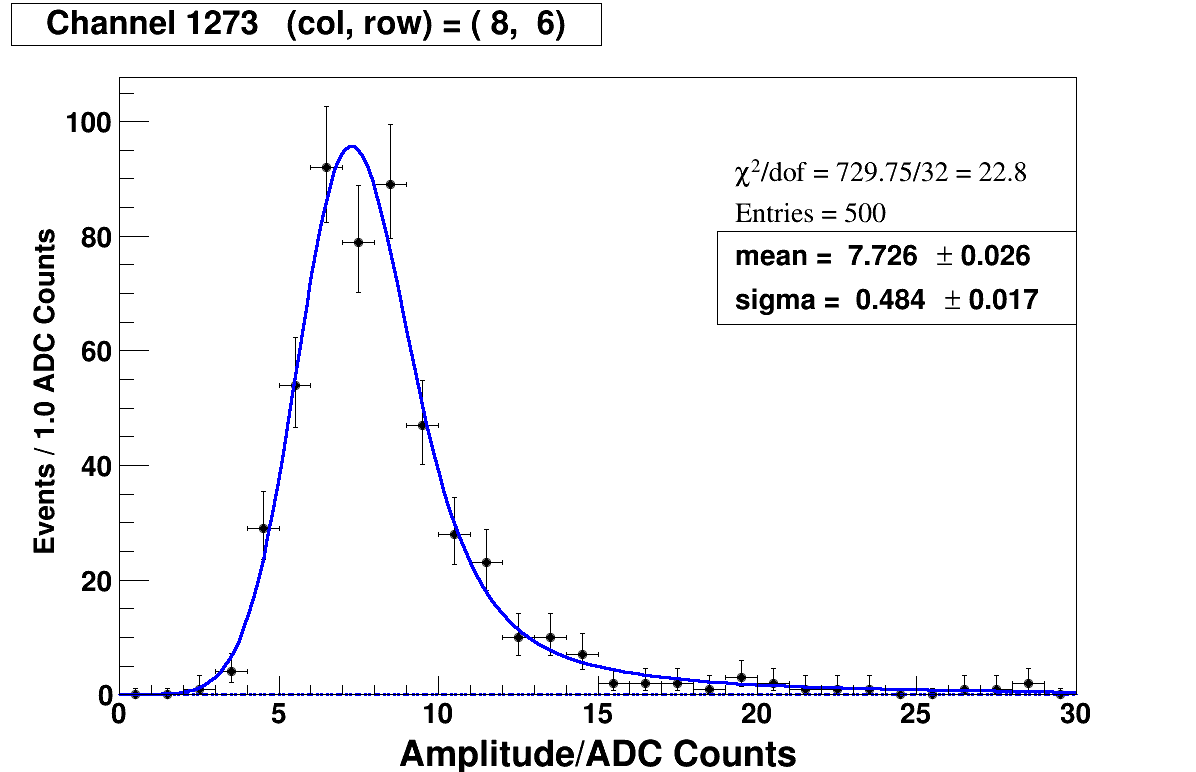 Channel 1273 (col, row) = ( 8, 6)
χ²/dof = 729.75/32 = 22.8
Entries = 500
mean = 7.726 ± 0.026
sigma = 0.484 ± 0.017
Events / 1.0 ADC Counts
100
80
60
40
20
0
0 5 10 15 20 25 30
Amplitude/ADC Counts